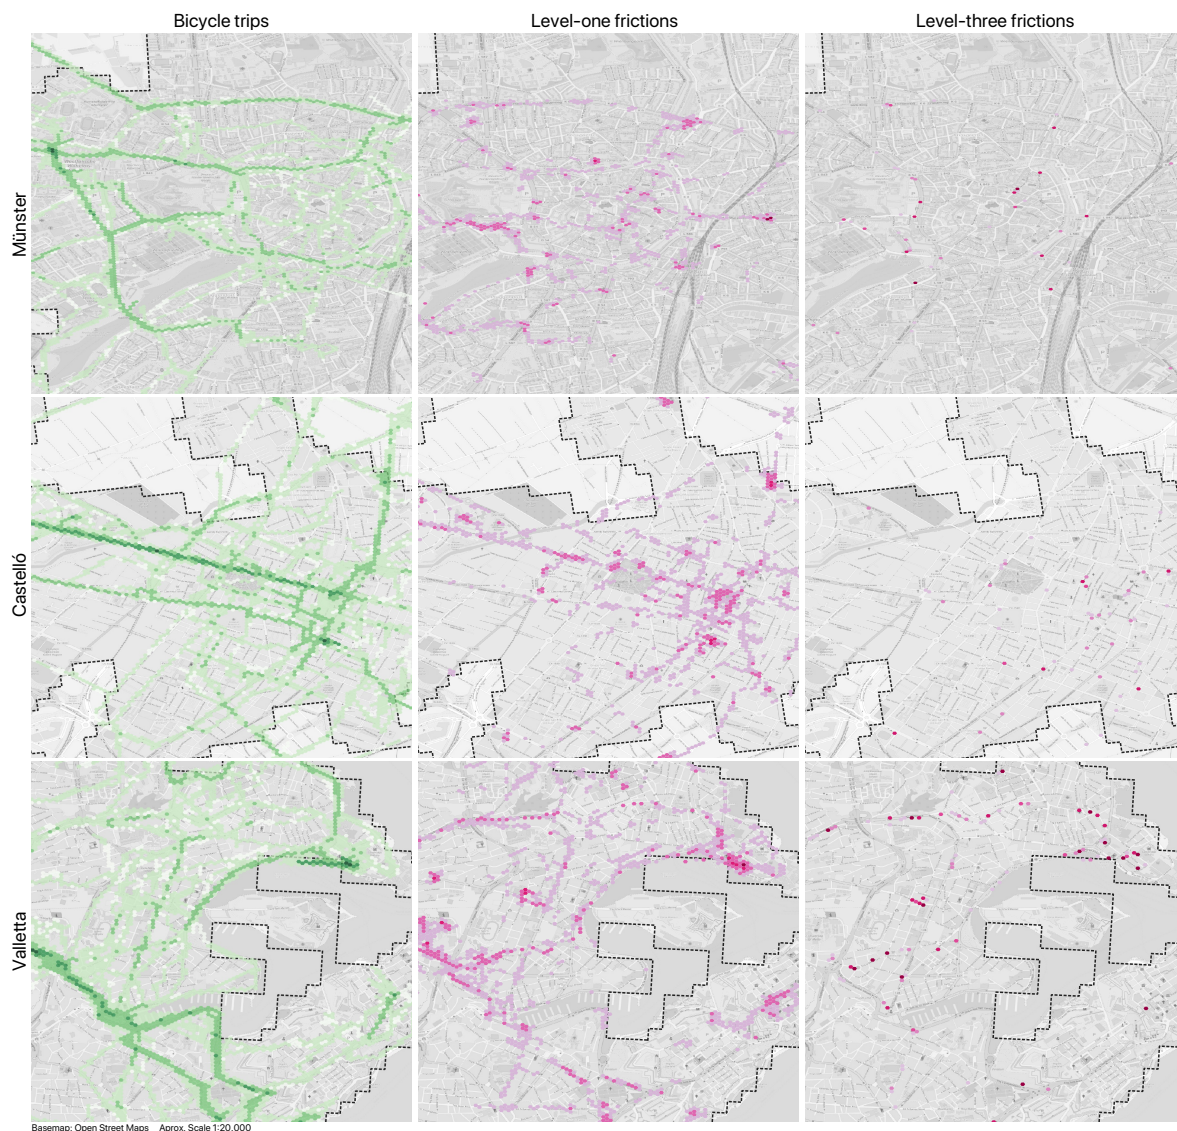 Bicycle trips
Level-one frictions
Level-three frictions
Münster
Castelló
Valletta
Basemap: Open Street Maps Aprox. Scale 1:20.000